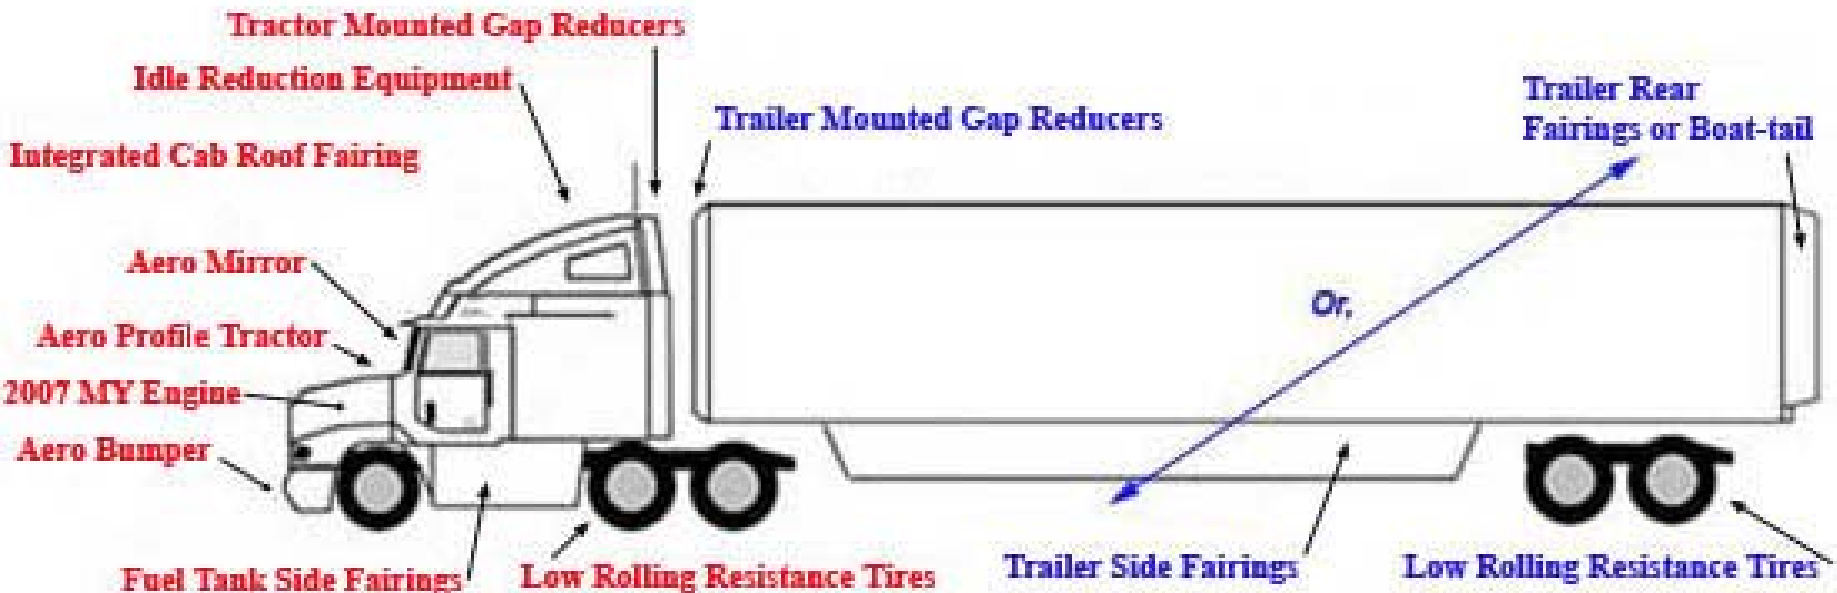 Tractor Mounted Gap Reducers
Idle Reduction Equipment
Trailer Rear
Fairings or Boat-tail
Trailer Mounted Gap Reducers
Integrated Cab Roof Fairing
Aero Mirror
Or,
Aero Profile Tractor
2007 MY Engine
Aero Bumper
Fuel Tank Side Fairings
Low Rolling Resistance Tires
Trailer Side Fairings
Low Rolling Resistance Tires